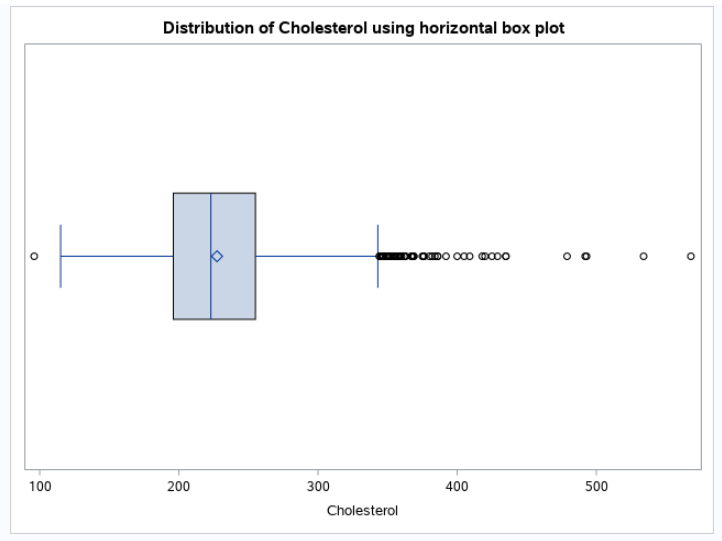 Distribution of Cholesterol using horizontal box plot
100 200 300 400 500
Cholesterol